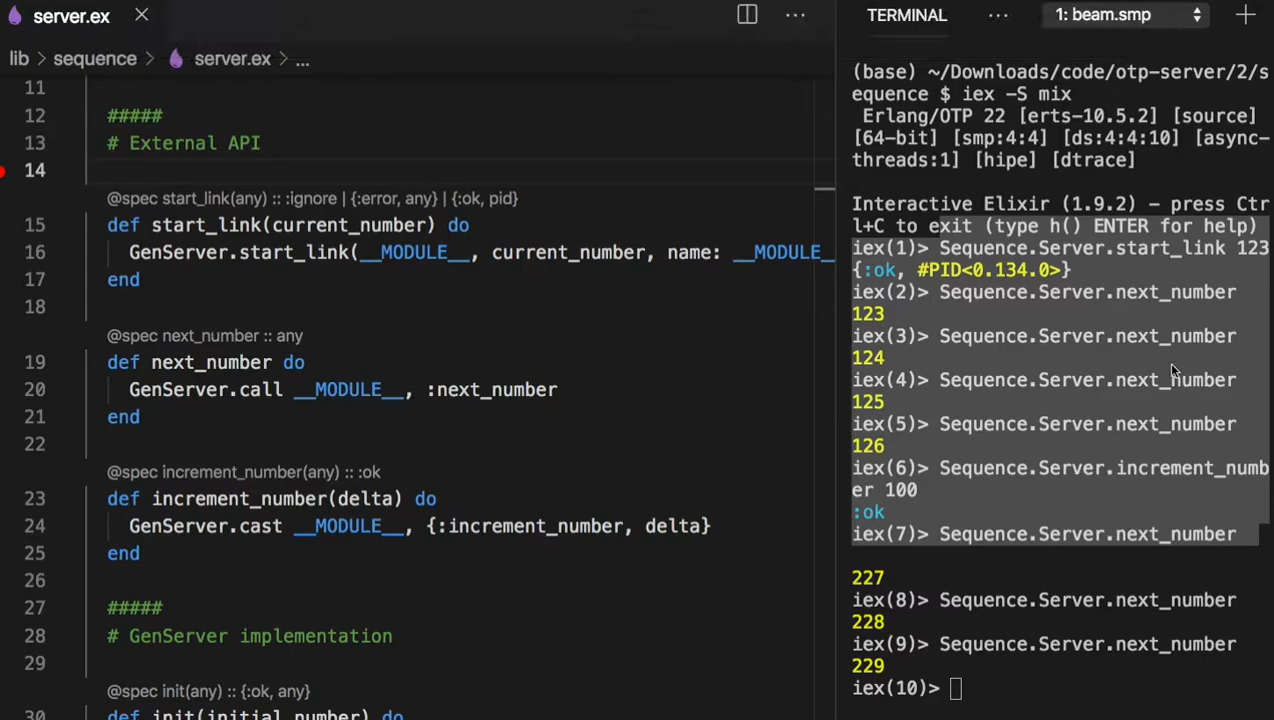 server.ex
lib > sequence > server.ex > ...
11
12 #####
13 # External API
14
@spec start_link(any) :: :ignore | {:error, any} | {:ok, pid}
15 def start_link(current_number) do
16 GenServer.start_link(__MODULE__, current_number, name: __MODULE_
17 end
18
@spec next_number :: any
19 def next_number do
20 GenServer.call __MODULE__, :next_number
21 end
22
@spec increment_number(any) :: :ok
23 def increment_number(delta) do
24 GenServer.cast __MODULE__, {:increment_number, delta}
25 end
26
27 #####
28 # GenServer implementation
29
@spec init(any) :: {:ok, any}
30 def init(initial_number) do
TERMINAL ... 1: beam.smp
(base) ~/Downloads/code/otp-server/2/s
equence $ iex -S mix
Erlang/OTP 22 [erts-10.5.2] [source]
[64-bit] [smp:4:4] [ds:4:4:10] [async-
threads:1] [hipe] [dtrace]
Interactive Elixir (1.9.2) - press Ctr
l+C to exit (type h() ENTER for help)
iex(1)> Sequence.Server.start_link 123
{:ok, #PID<0.134.0>}
iex(2)> Sequence.Server.next_number
123
iex(3)> Sequence.Server.next_number
124
iex(4)> Sequence.Server.next_number
125
iex(5)> Sequence.Server.next_number
126
iex(6)> Sequence.Server.increment_numb
er 100
:ok
iex(7)> Sequence.Server.next_number
227
iex(8)> Sequence.Server.next_number
228
iex(9)> Sequence.Server.next_number
229
iex(10)>